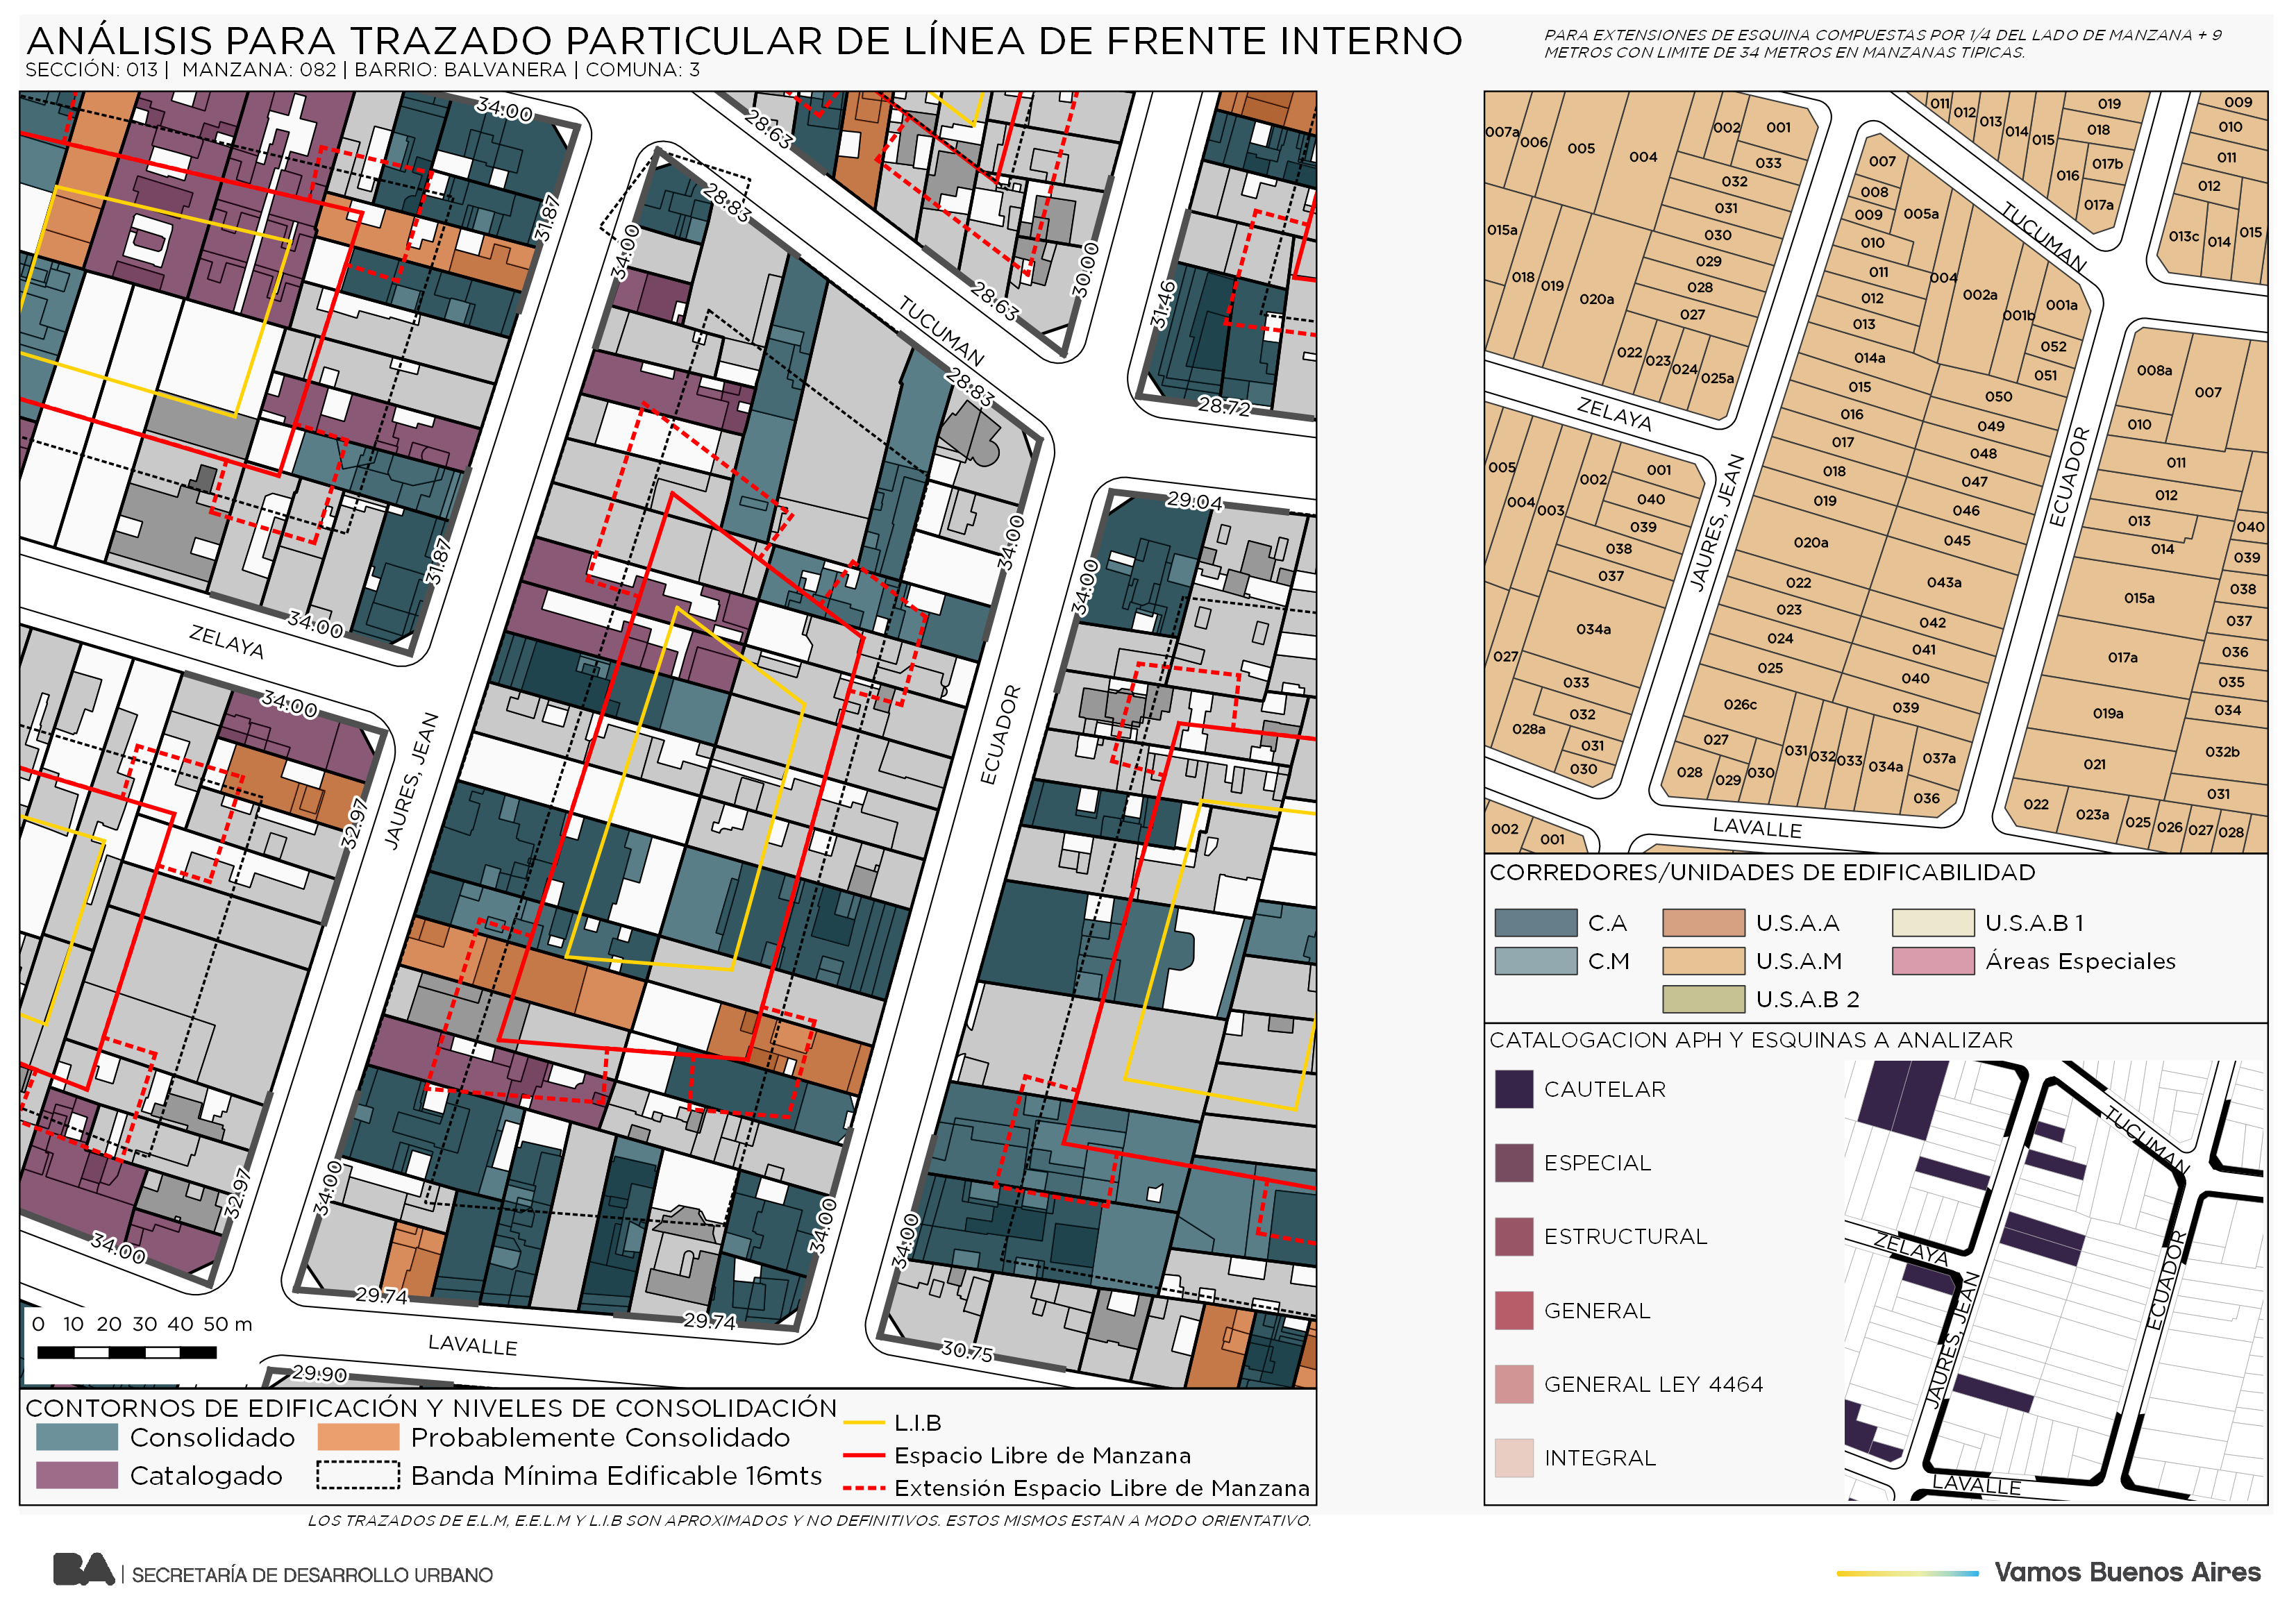 ANÁLISIS PARA TRAZADO PARTICULAR DE LÍNEA DE FRENTE INTERNO
SECCIÓN: 013 | MANZANA: 082 | BARRIO: BALVANERA | COMUNA: 3
PARA EXTENSIONES DE ESQUINA COMPUESTAS POR 1/4 DEL LADO DE MANZANA + 9
METROS CON LIMITE DE 34 METROS EN MANZANAS TIPICAS.
34.00
28.63
31.87
28.83
34.00
28.63
30.00
31.46
TUCUMAN
28.83
28.72
34.00
29.04
31.87
34.00
34.00
ZELAYA
34.00
JAURES, JEAN
ECUADOR
32.97
32.97
34.00
34.00
34.00
34.00
29.74
29.74
30.75
LAVALLE
29.90
0 10 20 30 40 50 m
CONTORNOS DE EDIFICACIÓN Y NIVELES DE CONSOLIDACIÓN
Consolidado
Probablemente Consolidado
Catalogado
Banda Mínima Edificable 16mts
L.I.B
Espacio Libre de Manzana
Extensión Espacio Libre de Manzana
LOS TRAZADOS DE E.L.M, E.E.L.M Y L.I.B SON APROXIMADOS Y NO DEFINITIVOS. ESTOS MISMOS ESTAN A MODO ORIENTATIVO.
007a
006
005
004
002
001
033
032
031
030
029
028
027
015a
018
019
020a
022
023
024
025a
011
012
013
014
015
016
019
018
017b
017a
009
010
011
012
013c
014
015
007
008
009
005a
010
011
004
012
002a
001b
001a
013
052
051
014a
015
050
016
049
017
048
018
047
019
046
020a
045
022
043a
023
042
024
041
025
040
026c
039
027
028
029
030
031
032
033
034a
037a
036
TUCUMAN
ZELAYA
JAURES, JEAN
ECUADOR
LAVALLE
005
004
003
002
001
040
039
038
037
034a
027
033
032
028a
031
030
002
001
008a
007
010
011
012
013
040
014
039
038
015a
037
017a
036
035
019a
034
021
032b
031
022
023a
025
026
027
028
CORREDORES/UNIDADES DE EDIFICABILIDAD
C.A
U.S.A.A
U.S.A.B 1
C.M
U.S.A.M
Áreas Especiales
U.S.A.B 2
CATALOGACION APH Y ESQUINAS A ANALIZAR
CAUTELAR
ESPECIAL
ESTRUCTURAL
GENERAL
GENERAL LEY 4464
INTEGRAL
TUCUMAN
ZELAYA
JAURES, JEAN
ECUADOR
LAVALLE
BA | SECRETARÍA DE DESARROLLO URBANO
Vamos Buenos Aires